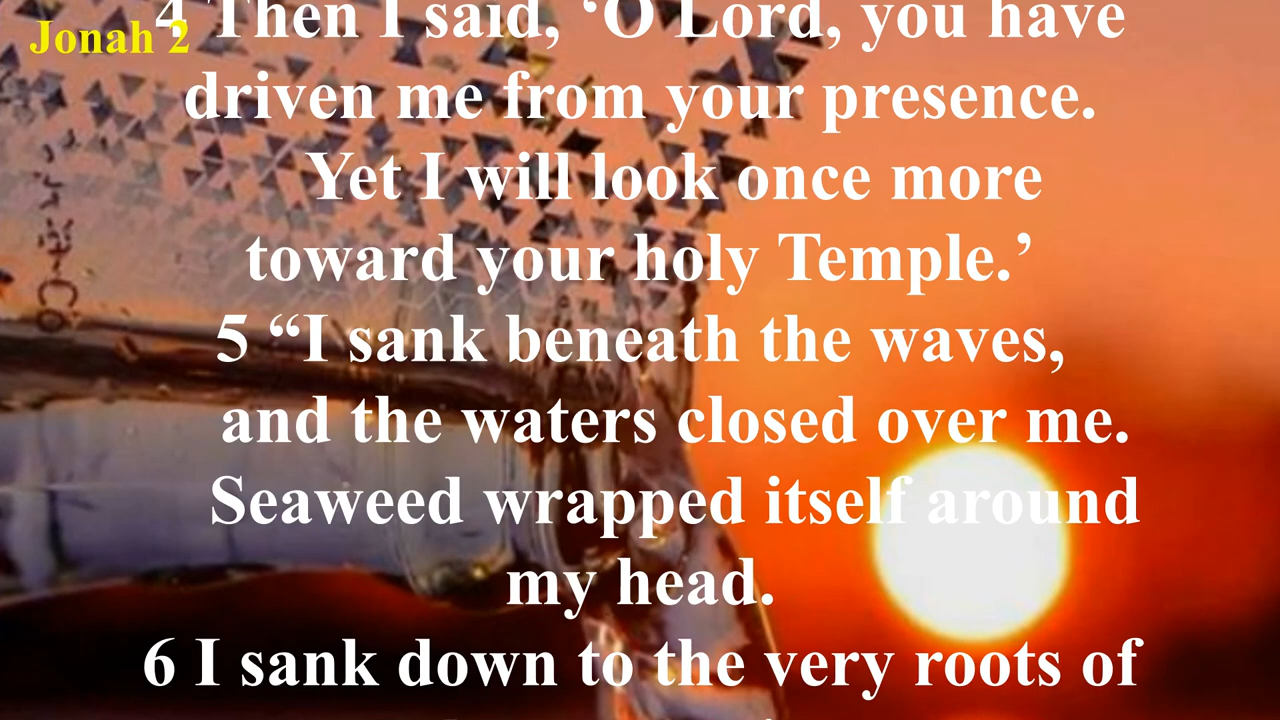 Jonah 2
4 Then I said, ‘O Lord, you have
driven me from your presence.
Yet I will look once more
toward your holy Temple.’
5 “I sank beneath the waves,
and the waters closed over me.
Seaweed wrapped itself around
my head.
6 I sank down to the very roots of